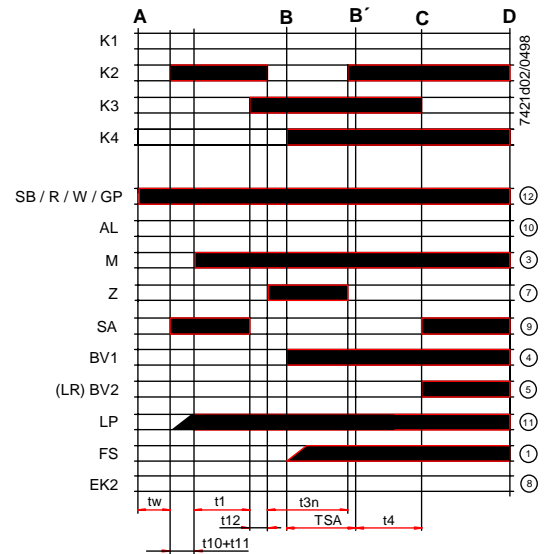 A B B´ C D
K1
K2
K3
K4
7421d02/0498
SB / R / W / GP 12
AL 10
M 3
Z 7
SA 9
BV1 4
(LR) BV2 5
LP 11
FS 1
EK2 8
tw t1 t3n
t12 TSA t4
t10+t11